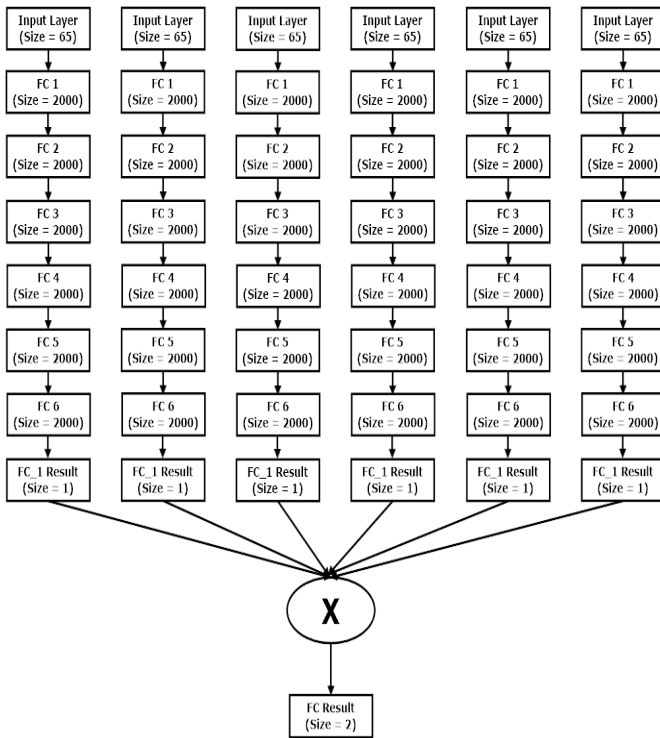 Input Layer
(Size = 65)
Input Layer
(Size = 65)
Input Layer
(Size = 65)
Input Layer
(Size = 65)
Input Layer
(Size = 65)
Input Layer
(Size = 65)
FC 1
(Size = 2000)
FC 1
(Size = 2000)
FC 1
(Size = 2000)
FC 1
(Size = 2000)
FC 1
(Size = 2000)
FC 1
(Size = 2000)
FC 2
(Size = 2000)
FC 2
(Size = 2000)
FC 2
(Size = 2000)
FC 2
(Size = 2000)
FC 2
(Size = 2000)
FC 2
(Size = 2000)
FC 3
(Size = 2000)
FC 3
(Size = 2000)
FC 3
(Size = 2000)
FC 3
(Size = 2000)
FC 3
(Size = 2000)
FC 3
(Size = 2000)
FC 4
(Size = 2000)
FC 4
(Size = 2000)
FC 4
(Size = 2000)
FC 4
(Size = 2000)
FC 4
(Size = 2000)
FC 4
(Size = 2000)
FC 5
(Size = 2000)
FC 5
(Size = 2000)
FC 5
(Size = 2000)
FC 5
(Size = 2000)
FC 5
(Size = 2000)
FC 5
(Size = 2000)
FC 6
(Size = 2000)
FC 6
(Size = 2000)
FC 6
(Size = 2000)
FC 6
(Size = 2000)
FC 6
(Size = 2000)
FC 6
(Size = 2000)
FC_1 Result
(Size = 1)
FC_1 Result
(Size = 1)
FC_1 Result
(Size = 1)
FC_1 Result
(Size = 1)
FC_1 Result
(Size = 1)
FC_1 Result
(Size = 1)
X
FC Result
(Size = 2)